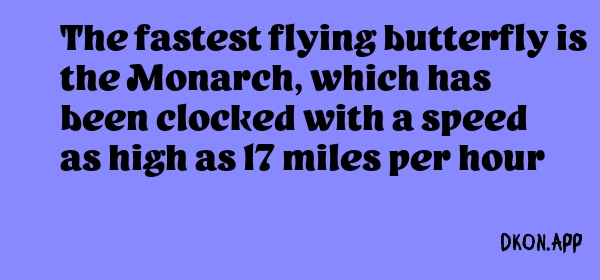 The fastest flying butterfly is
the Monarch, which has
been clocked with a speed
as high as 17 miles per hour
DKON.APP